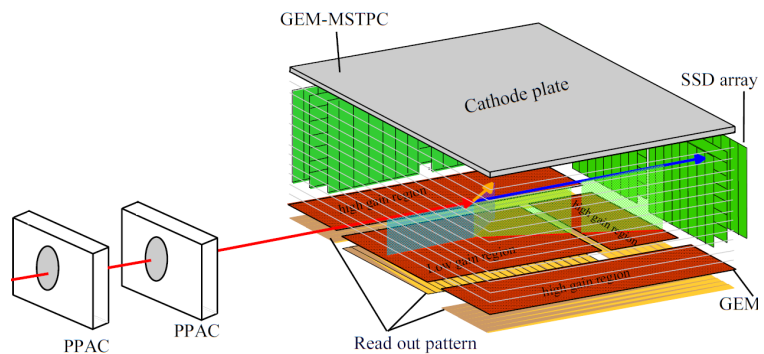 GEM-MSTPC
SSD array
Cathode plate
high gain region
high gain region
Low gain region
high gain region
GEM
PPAC
PPAC
Read out pattern